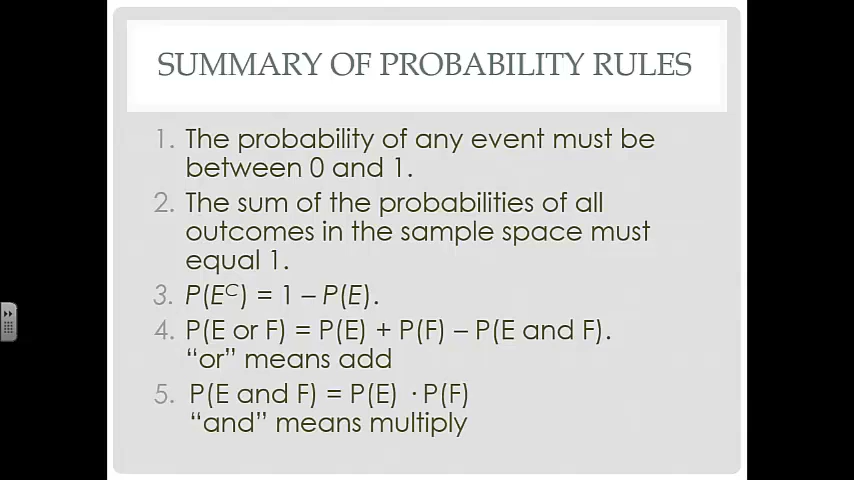 SUMMARY OF PROBABILITY RULES
1. The probability of any event must be
between 0 and 1.
2. The sum of the probabilities of all
outcomes in the sample space must
equal 1.
3. P(Eᶜ) = 1 – P(E).
4. P(E or F) = P(E) + P(F) – P(E and F).
“or” means add
5. P(E and F) = P(E) · P(F)
“and” means multiply